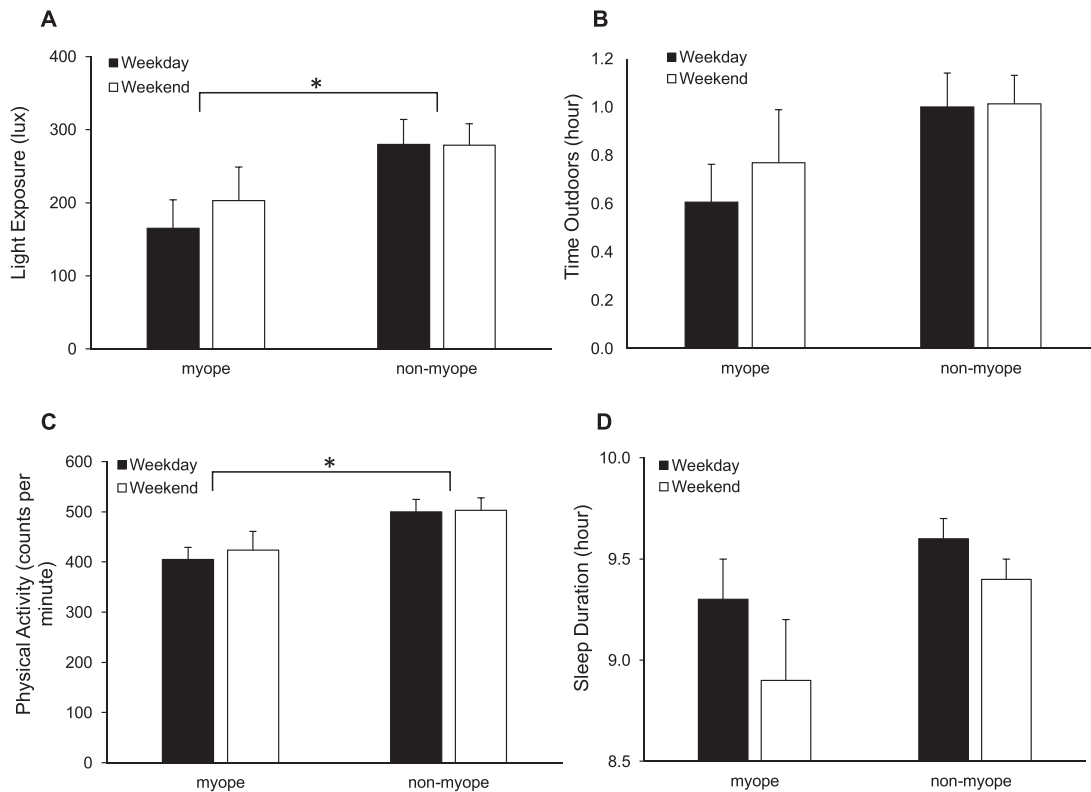 A
Light Exposure (lux)
400
300
200
100
0
Weekday
Weekend
*
myope
non-myope
B
Time Outdoors (hour)
1.2
1.0
0.8
0.6
0.4
0.2
0.0
Weekday
Weekend
myope
non-myope
C
Physical Activity (counts per
minute)
600
500
400
300
200
100
0
Weekday
Weekend
*
myope
non-myope
D
Sleep Duration (hour)
10.0
9.5
9.0
8.5
Weekday
Weekend
myope
non-myope